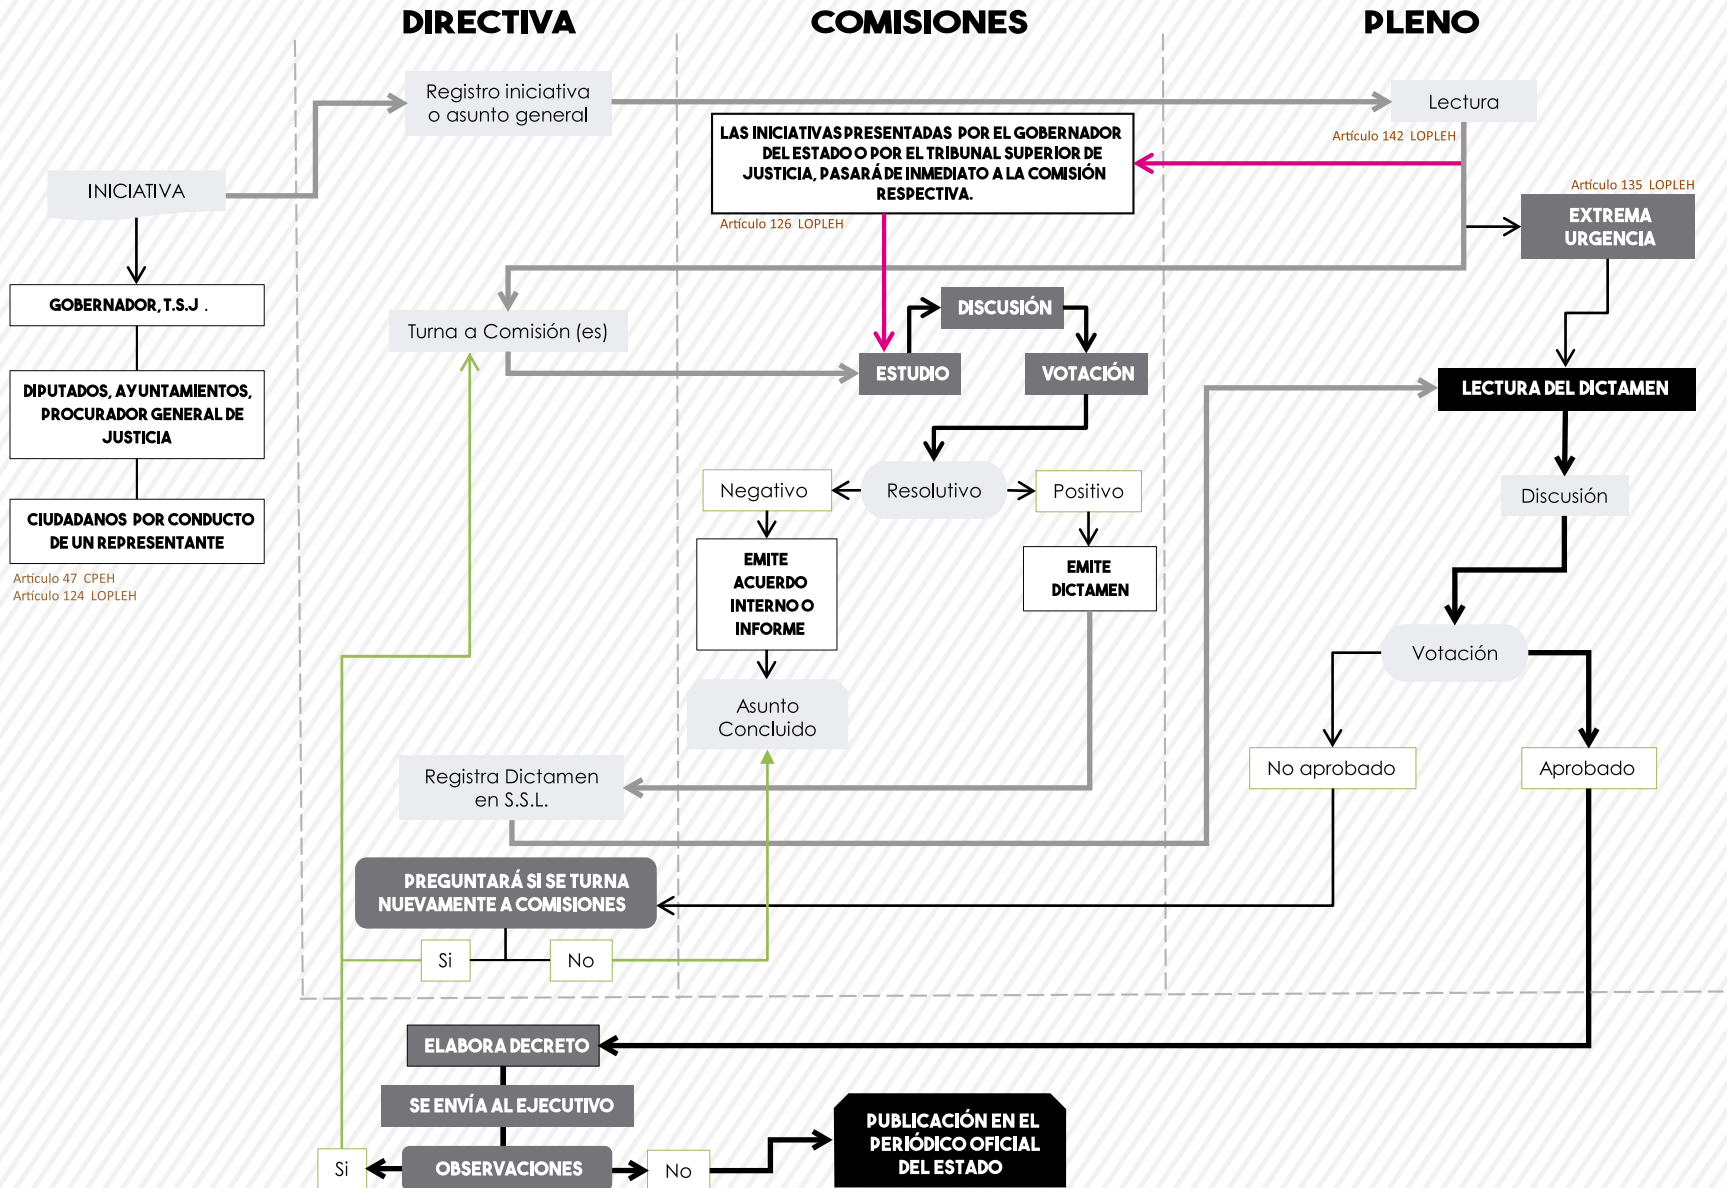 DIRECTIVA
COMISIONES
PLENO
Registro iniciativa
o asunto general
Lectura
Artículo 142 LOPLEH
LAS INICIATIVAS PRESENTADAS POR EL GOBERNADOR
DEL ESTADO O POR EL TRIBUNAL SUPERIOR DE
JUSTICIA, PASARÁ DE INMEDIATO A LA COMISIÓN
RESPECTIVA.
Artículo 126 LOPLEH
INICIATIVA
Artículo 135 LOPLEH
EXTREMA
URGENCIA
GOBERNADOR, T.S.J .
DIPUTADOS, AYUNTAMIENTOS,
PROCURADOR GENERAL DE
JUSTICIA
CIUDADANOS POR CONDUCTO
DE UN REPRESENTANTE
Artículo 47 CPEH
Artículo 124 LOPLEH
Turna a Comisión (es)
DISCUSIÓN
ESTUDIO
VOTACIÓN
LECTURA DEL DICTAMEN
Negativo
Resolutivo
Positivo
Discusión
EMITE
ACUERDO
INTERNO O
INFORME
EMITE
DICTAMEN
Votación
Asunto
Concluido
Registra Dictamen
en S.S.L.
No aprobado
Aprobado
PREGUNTARÁ SI SE TURNA
NUEVAMENTE A COMISIONES
Si
No
ELABORA DECRETO
SE ENVÍA AL EJECUTIVO
Si
OBSERVACIONES
No
PUBLICACIÓN EN EL
PERIÓDICO OFICIAL
DEL ESTADO